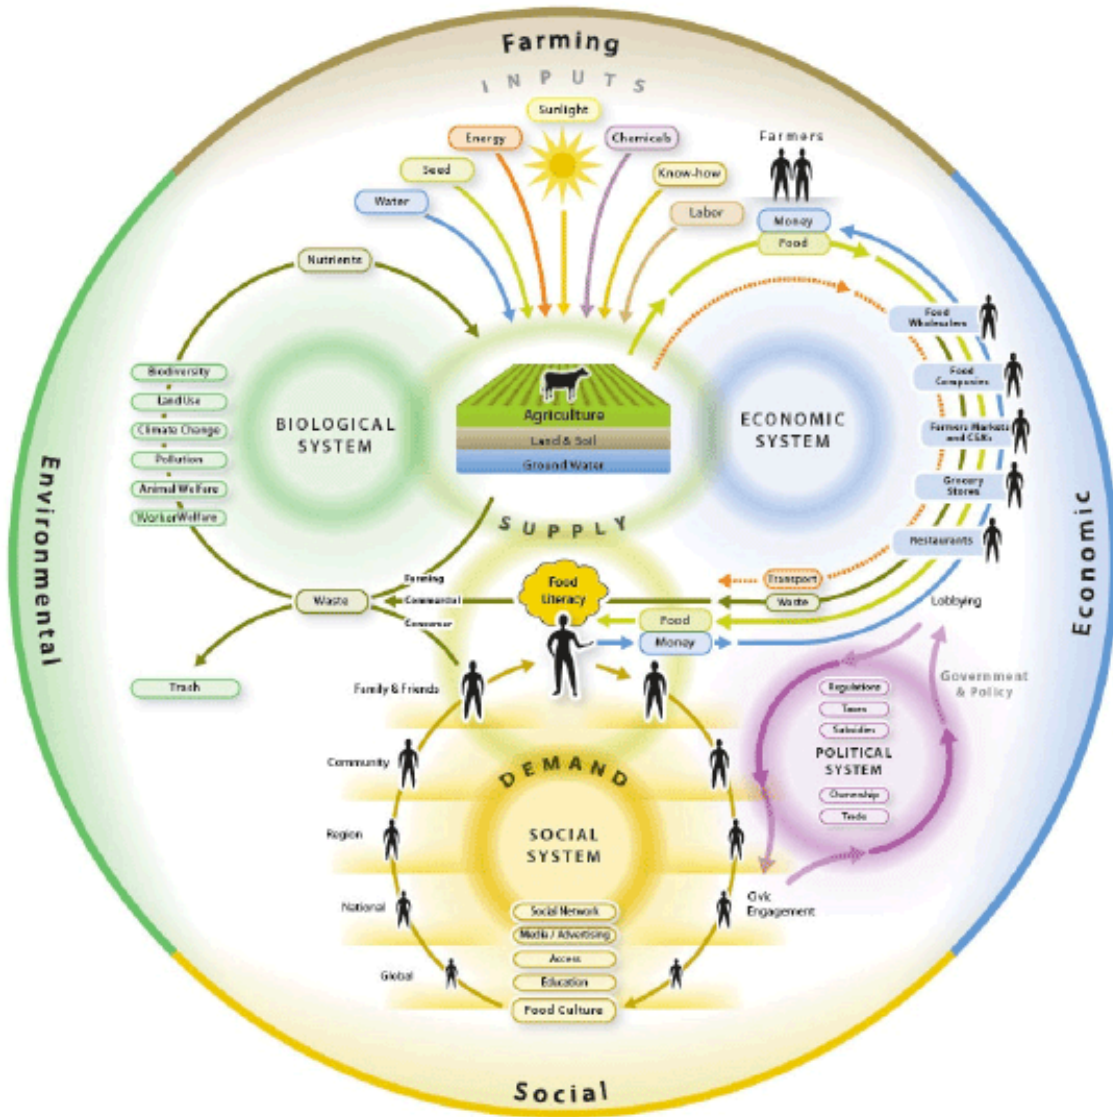 Farming
INPUTS
Sunlight
Energy
Chemicals
Farmers
Seed
Know-how
Water
Labor
Money
Food
Nutrients
Food
Wholesalers
Biodiversity
Land Use
Climate Change
Pollution
Animal Welfare
Worker Welfare
BIOLOGICAL
SYSTEM
Agriculture
Land & Soil
Ground Water
ECONOMIC
SYSTEM
Food
Companies
Farmers Markets
and CSA's
Grocery
Stores
Restaurants
Environmental
Economic
SUPPLY
Farming
Commercial
Consumer
Waste
Trash
Food
Literacy
Transport
Waste
Food
Money
Lobbying
Government
& Policy
Family & Friends
Community
Region
National
Global
DEMAND
SOCIAL
SYSTEM
Social Network
Media / Advertising
Access
Education
Food Culture
Regulations
Taxes
Subsidies
POLITICAL
SYSTEM
Ownership
Trade
Civic
Engagement
Social